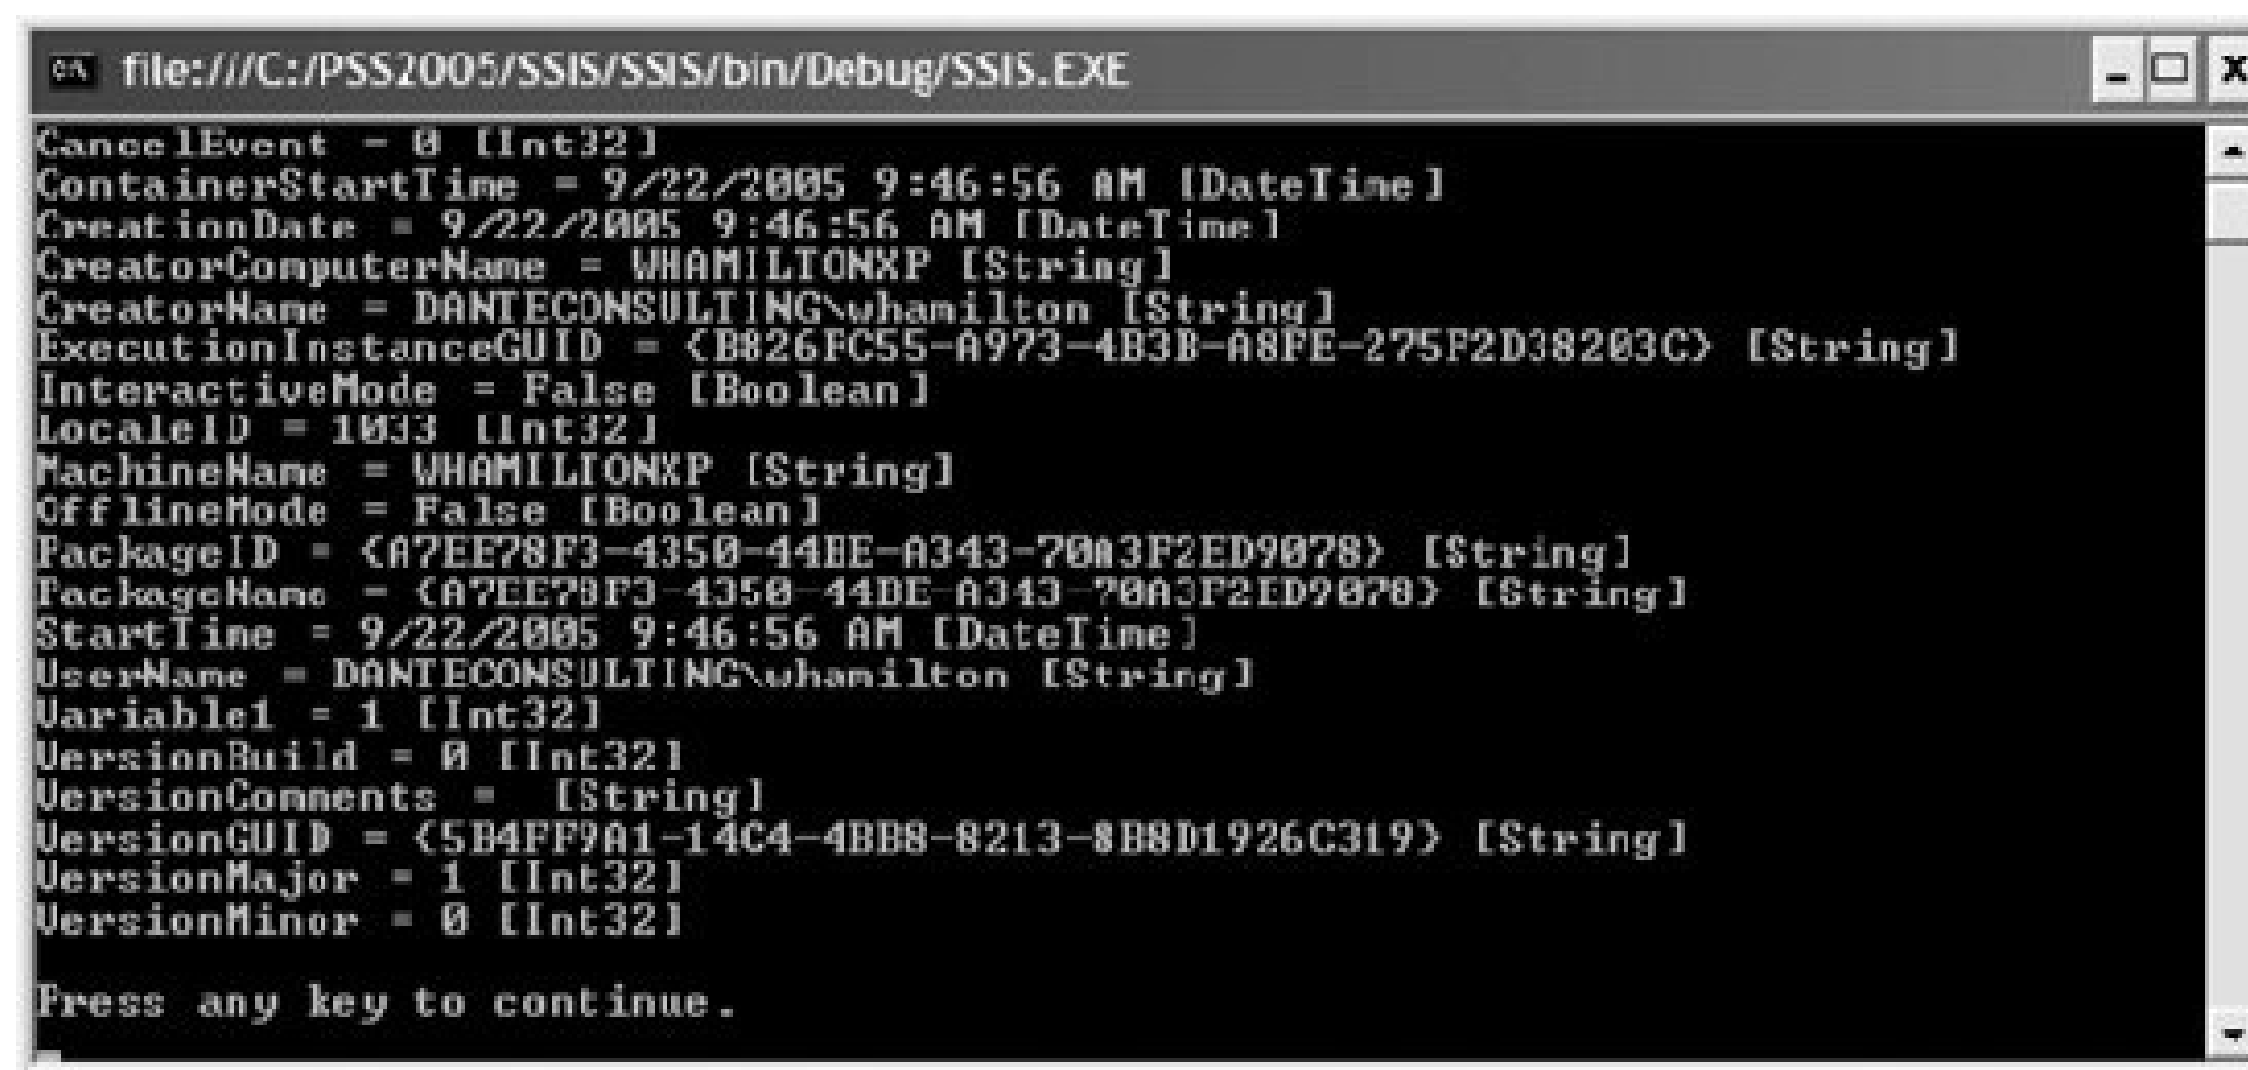 file:///C:/PSS2005/SSIS/SSIS/bin/Debug/SSIS.EXE
CancelEvent = 0 [Int32]
ContainerStartTime = 9/22/2005 9:46:56 AM [DateTime]
CreationDate = 9/22/2005 9:46:56 AM [DateTime]
CreatorComputerName = WHAMILTONXP [String]
CreatorName = DANTECONSULTING\whamilton [String]
ExecutionInstanceGUID = {B826FC55-A973-4B3B-A8FE-275F2D38203C} [String]
InteractiveMode = False [Boolean]
LocaleID = 1033 [Int32]
MachineName = WHAMILTONXP [String]
OfflineMode = False [Boolean]
PackageID = {A7EE78F3-4350-44BE-A343-70A3F2ED9078} [String]
PackageName = {A7EE78F3-4350-44BE-A343-70A3F2ED9078} [String]
StartTime = 9/22/2005 9:46:56 AM [DateTime]
UserName = DANTECONSULTING\whamilton [String]
Variable1 = 1 [Int32]
VersionBuild = 0 [Int32]
VersionComments =  [String]
VersionGUID = {5B4FF9A1-14C4-4BB8-8213-8B8D1926C319} [String]
VersionMajor = 1 [Int32]
VersionMinor = 0 [Int32]
Press any key to continue.